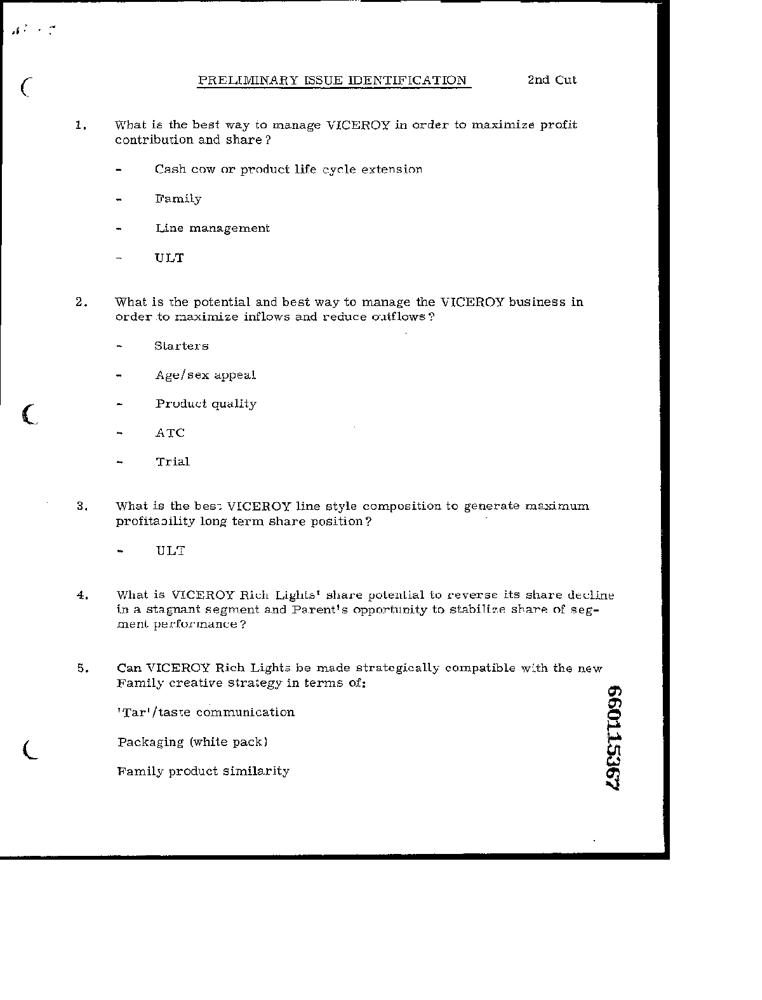 PRELIMINARY ISSUE IDENTIFICATION 2nd Cut
1. What is the best way to manage VICEROY in order to maximize profit
contribution and share?
- Cash cow or product life cycle extension
- Family
- Line management
- ULT
2. What is the potential and best way to manage the VICEROY business in
order to maximize inflows and reduce outflows?
- Starters
- Age/sex appeal
- Product quality
- ATC
- Trial
3. What is the best VICEROY line style composition to generate maximum
profitability long term share position?
- ULT
4. What is VICEROY Rich Lights' share potential to reverse its share decline
in a stagnant segment and Parent's opportunity to stabilize share of seg-
ment performance?
5. Can VICEROY Rich Lights be made strategically compatible with the new
Family creative strategy in terms of:
'Tar'/taste communication
Packaging (white pack)
Family product similarity
660115367